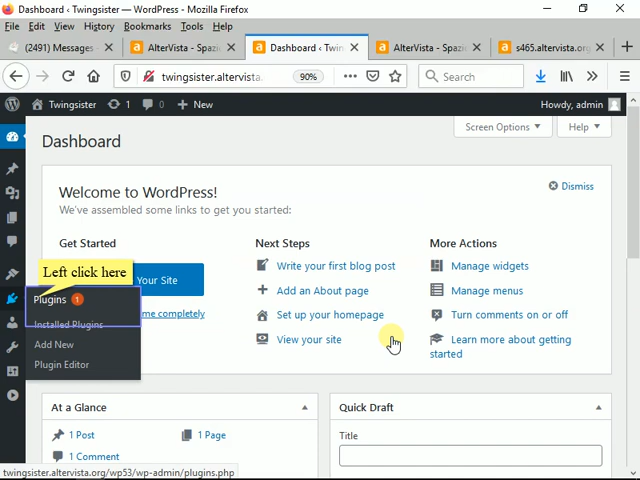 Dashboard ‹ Twingsister — WordPress - Mozilla Firefox
File Edit View History Bookmarks Tools Help
(2491) Messages
AlterVista - Spazi
Dashboard ‹ Twin
AlterVista - Spazi
s465.altervista.org
twingsister.altervista.
90%
Search
Twingsister 1 0 New
Howdy, admin
Screen Options
Help
Dashboard
Welcome to WordPress!
Dismiss
We've assembled some links to get you started:
Get Started
Your Site
me completely
Next Steps
Write your first blog post
Add an About page
Set up your homepage
View your site
More Actions
Manage widgets
Manage menus
Turn comments on or off
Learn more about getting
started
Left click here
Plugins 1
Installed Plugins
Add New
Plugin Editor
At a Glance
1 Post
1 Page
1 Comment
Quick Draft
Title
twingsister.altervista.org/wp53/wp-admin/plugins.php